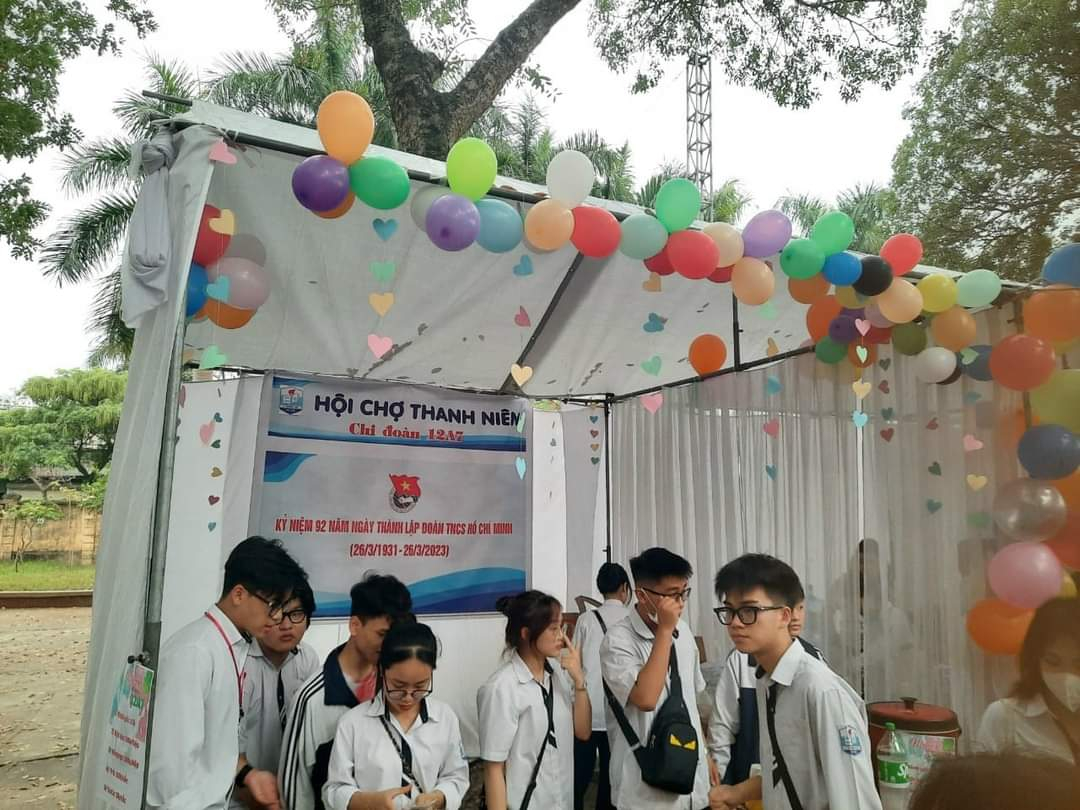 HỘI CHỢ THANH NIÊN
Chi đoàn 12A7
KỶ NIỆM 92 NĂM NGÀY THÀNH LẬP ĐOÀN TNCS HỒ CHÍ MINH
(26/3/1931-26/3/2023)